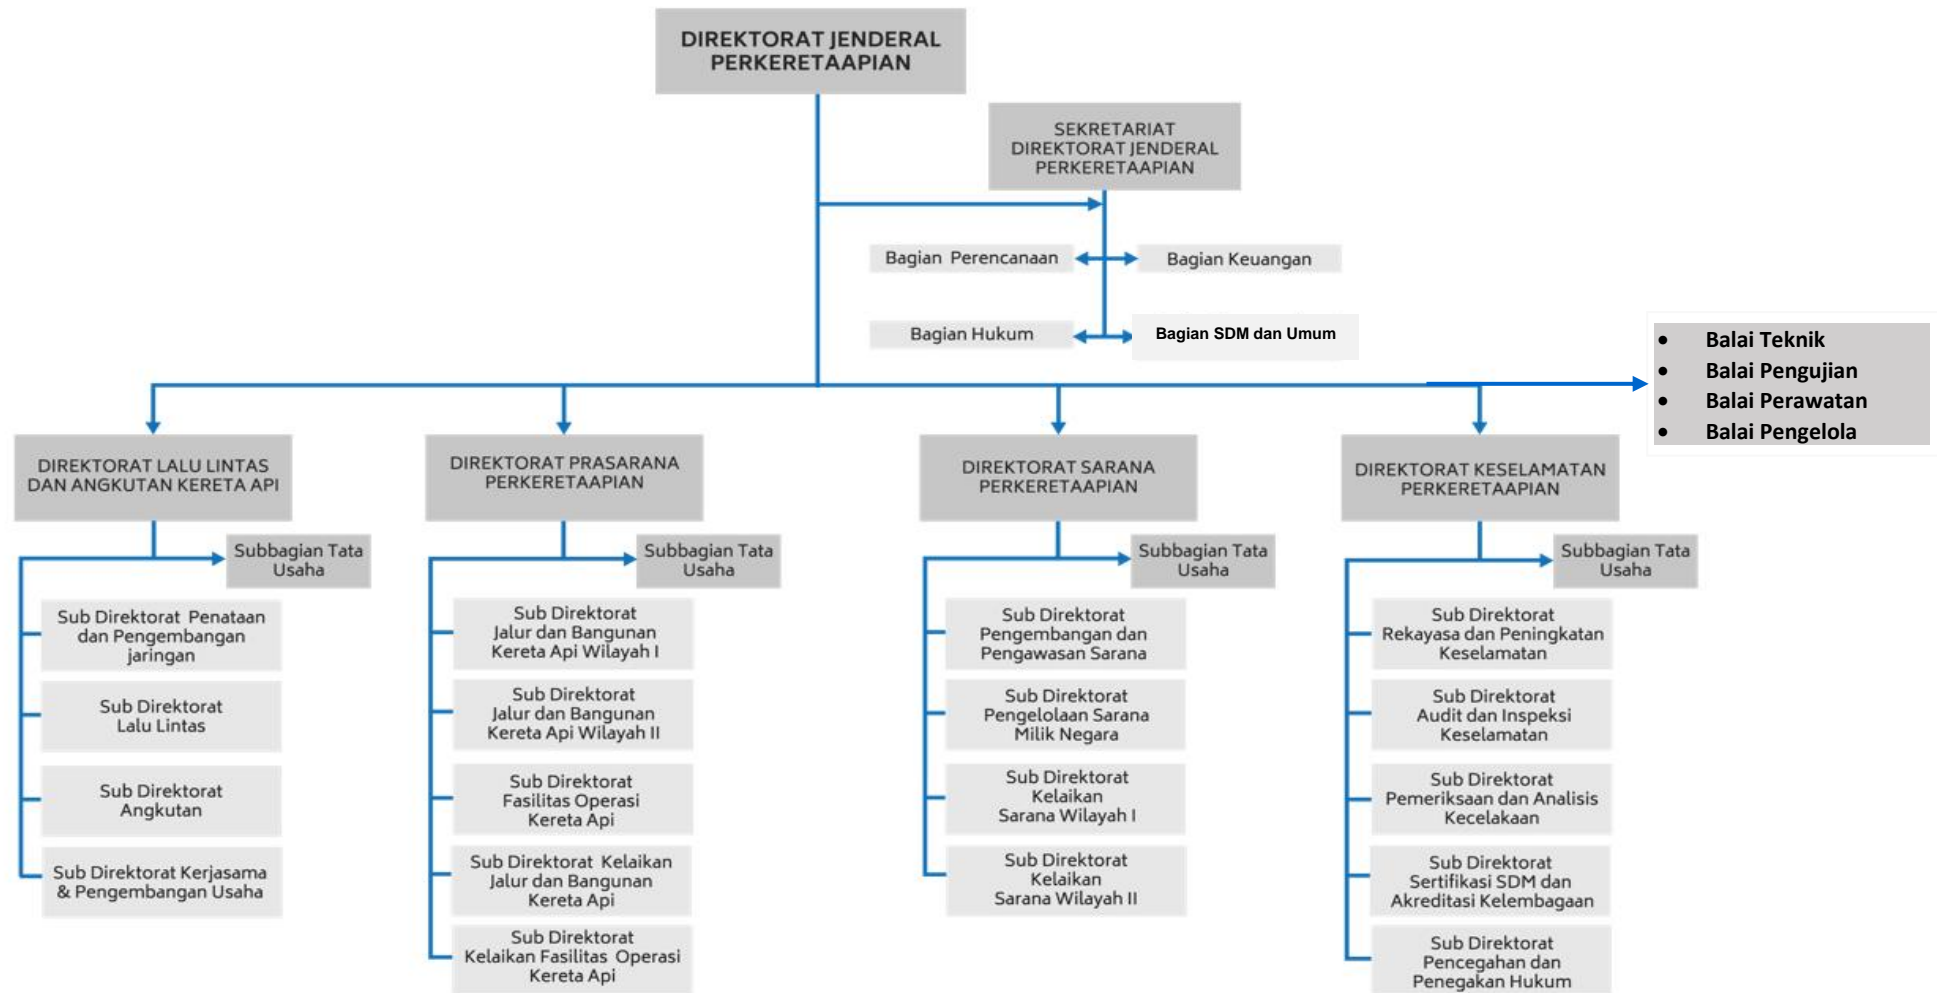 DIREKTORAT JENDERAL
PERKERETAAPIAN
SEKRETARIAT
DIREKTORAT JENDERAL
PERKERETAAPIAN
Bagian Perencanaan
Bagian Keuangan
Bagian Hukum
Bagian SDM dan Umum
• Balai Teknik
• Balai Pengujian
• Balai Perawatan
• Balai Pengelola
DIREKTORAT LALU LINTAS
DAN ANGKUTAN KERETA API
Subbagian Tata
Usaha
Sub Direktorat Penataan
dan Pengembangan
jaringan
Sub Direktorat
Lalu Lintas
Sub Direktorat
Angkutan
Sub Direktorat Kerjasama
& Pengembangan Usaha
DIREKTORAT PRASARANA
PERKERETAAPIAN
Subbagian Tata
Usaha
Sub Direktorat
Jalur dan Bangunan
Kereta Api Wilayah I
Sub Direktorat
Jalur dan Bangunan
Kereta Api Wilayah II
Sub Direktorat
Fasilitas Operasi
Kereta Api
Sub Direktorat Kelaikan
Jalur dan Bangunan
Kereta Api
Sub Direktorat
Kelaikan Fasilitas Operasi
Kereta Api
DIREKTORAT SARANA
PERKERETAAPIAN
Subbagian Tata
Usaha
Sub Direktorat
Pengembangan dan
Pengawasan Sarana
Sub Direktorat
Pengelolaan Sarana
Milik Negara
Sub Direktorat
Kelaikan
Sarana Wilayah I
Sub Direktorat
Kelaikan
Sarana Wilayah II
DIREKTORAT KESELAMATAN
PERKERETAAPIAN
Subbagian Tata
Usaha
Sub Direktorat
Rekayasa dan Peningkatan
Keselamatan
Sub Direktorat
Audit dan Inspeksi
Keselamatan
Sub Direktorat
Pemeriksaan dan Analisis
Kecelakaan
Sub Direktorat
Sertifikasi SDM dan
Akreditasi Kelembagaan
Sub Direktorat
Pencegahan dan
Penegakan Hukum